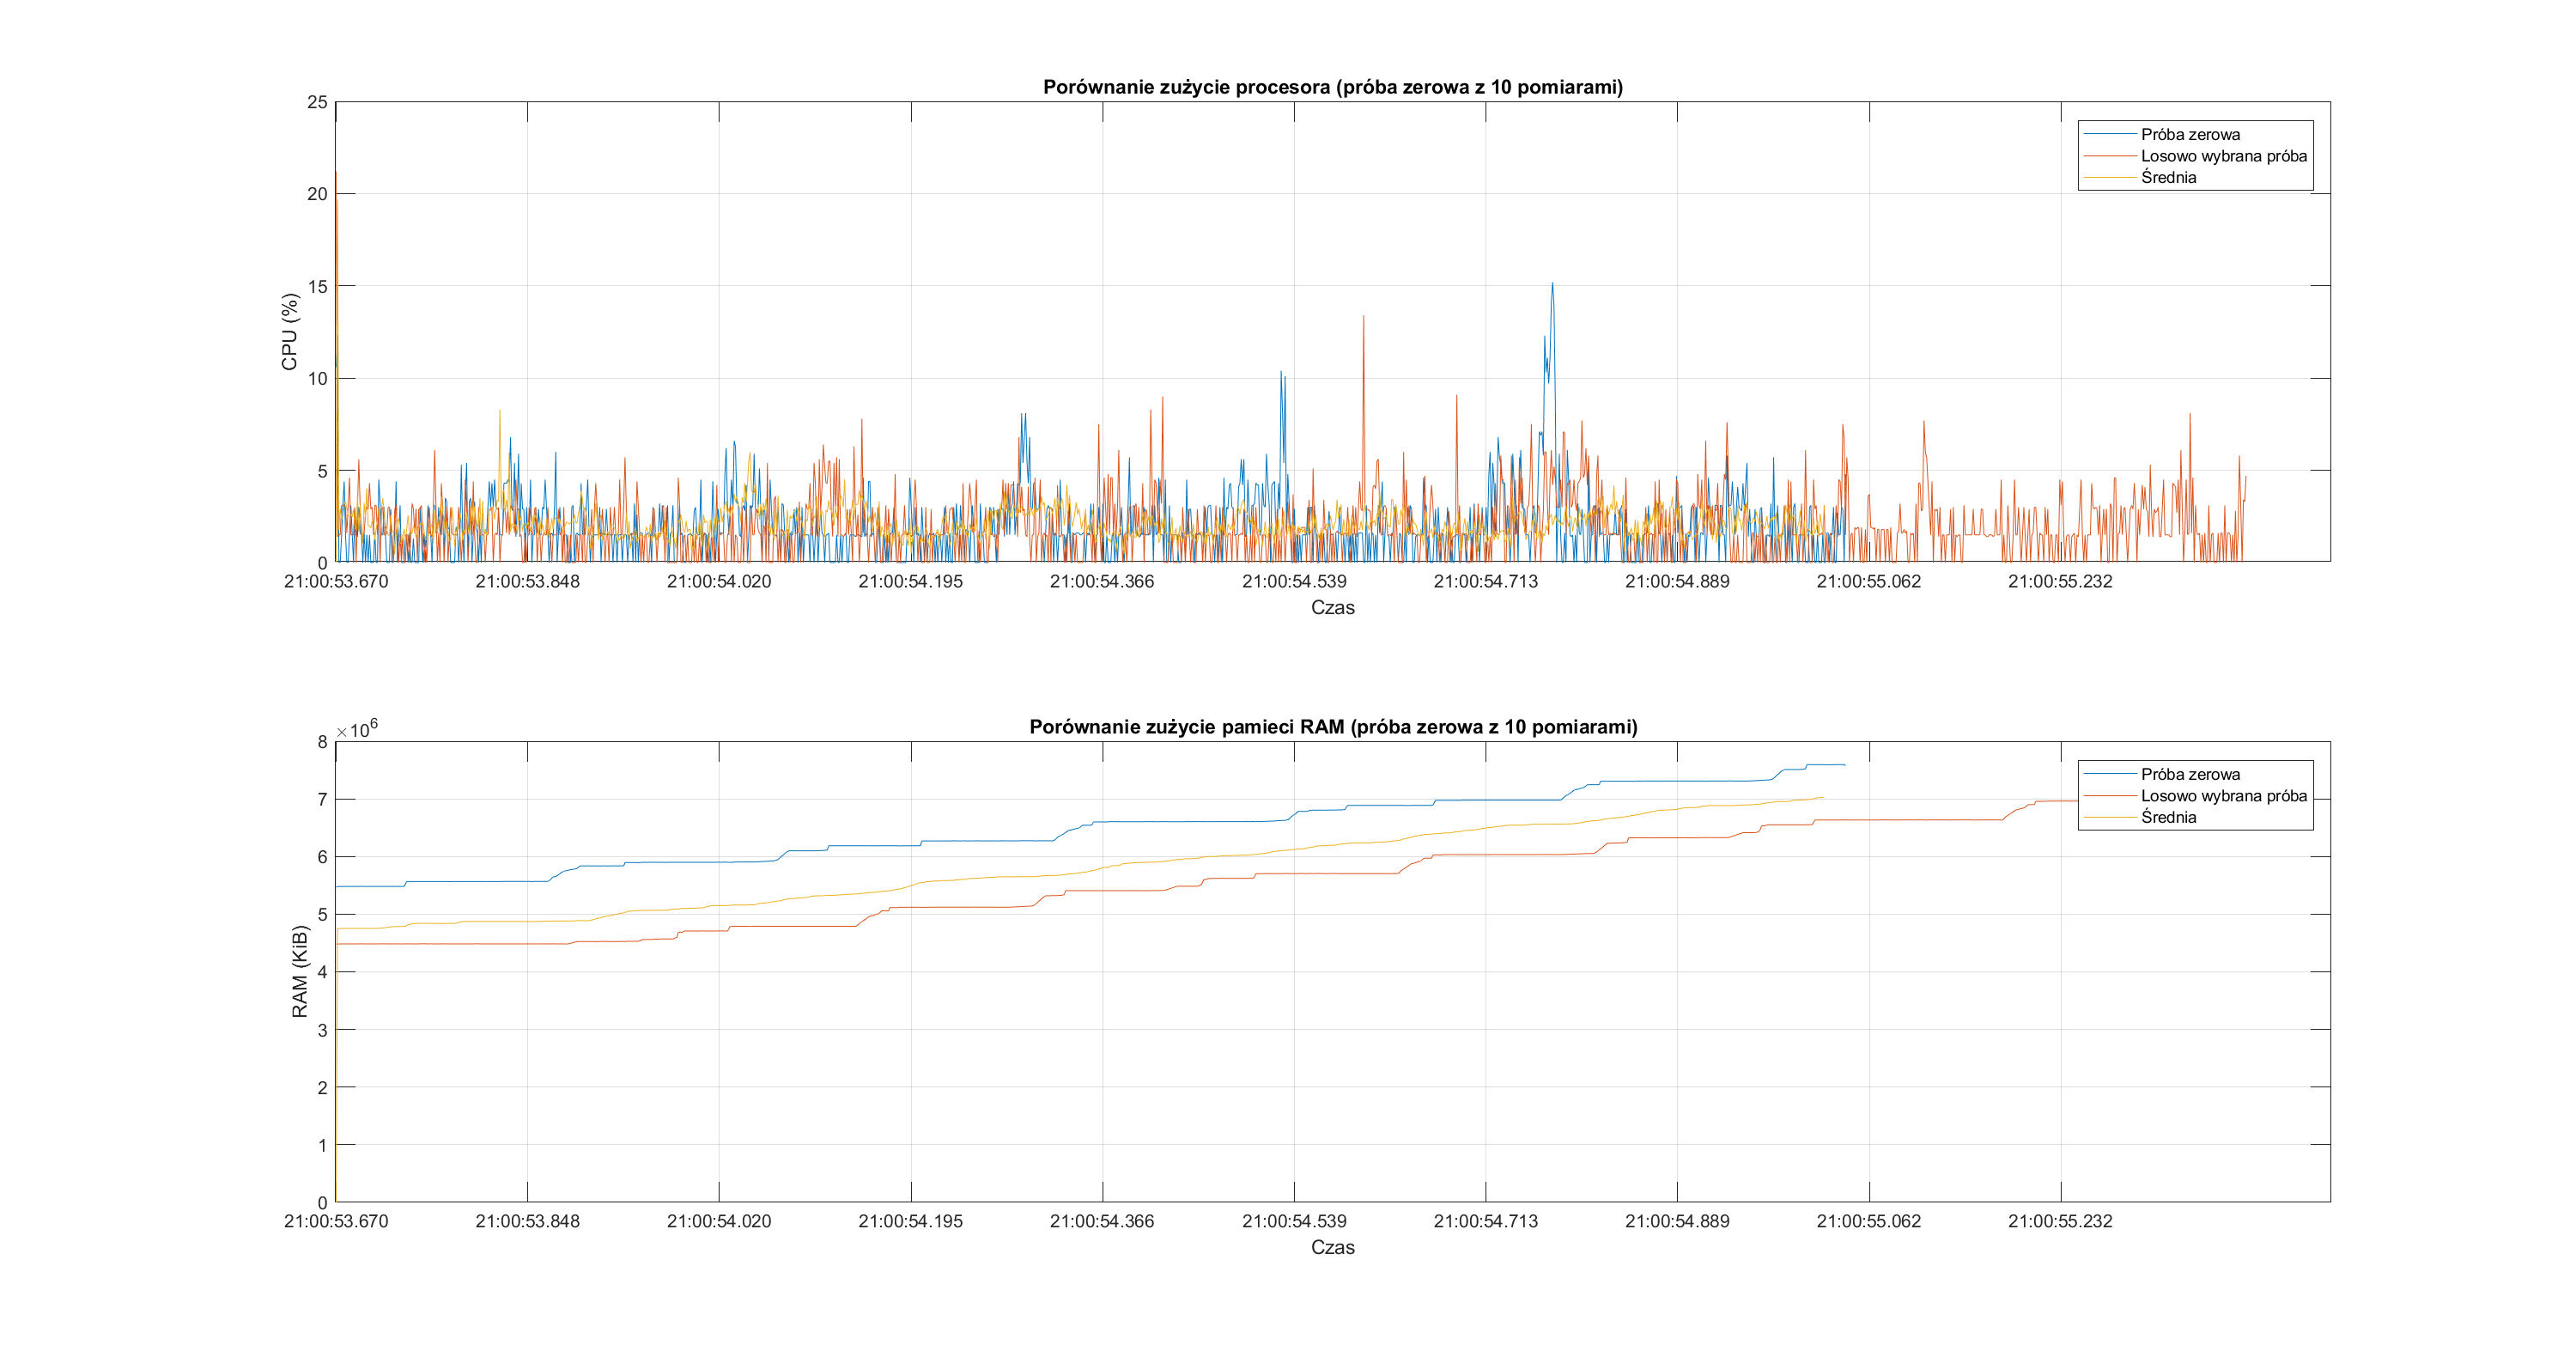 Porównanie zużycie procesora (próba zerowa z 10 pomiarami)
25
20
15
10
5
0
CPU (%)
Próba zerowa
Losowo wybrana próba
Średnia
21:00:53.670 21:00:53.848 21:00:54.020 21:00:54.195 21:00:54.366 21:00:54.539 21:00:54.713 21:00:54.889 21:00:55.062 21:00:55.232
Czas
Porównanie zużycie pamieci RAM (próba zerowa z 10 pomiarami)
×10⁶
8
7
6
5
4
3
2
1
0
RAM (KiB)
Próba zerowa
Losowo wybrana próba
Średnia
21:00:53.670 21:00:53.848 21:00:54.020 21:00:54.195 21:00:54.366 21:00:54.539 21:00:54.713 21:00:54.889 21:00:55.062 21:00:55.232
Czas